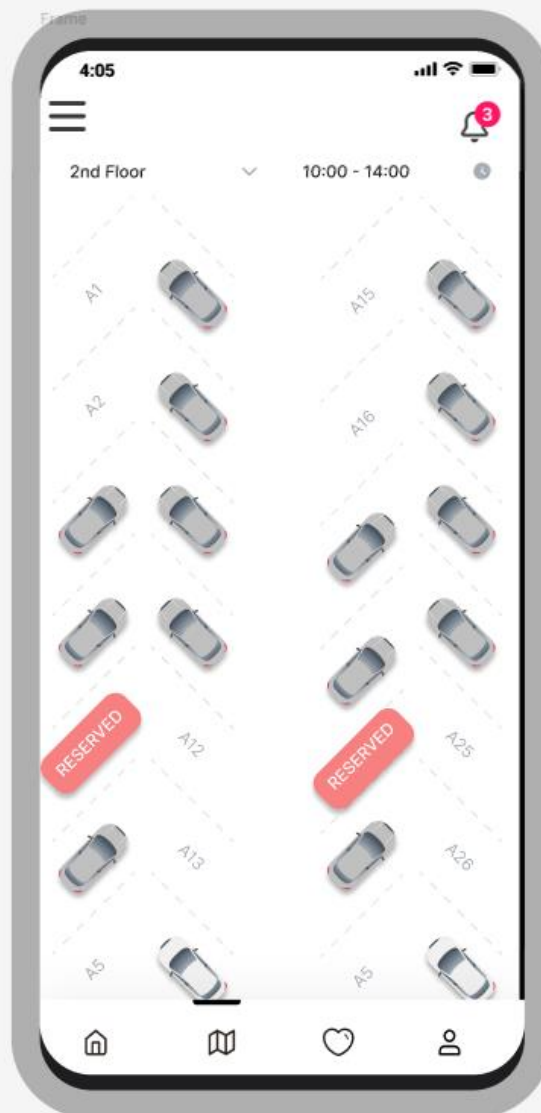 Frame
4:05
3
2nd Floor 10:00 - 14:00
A1
A15
A2
A16
RESERVED
A12
RESERVED
A25
A13
A26
A5
A5